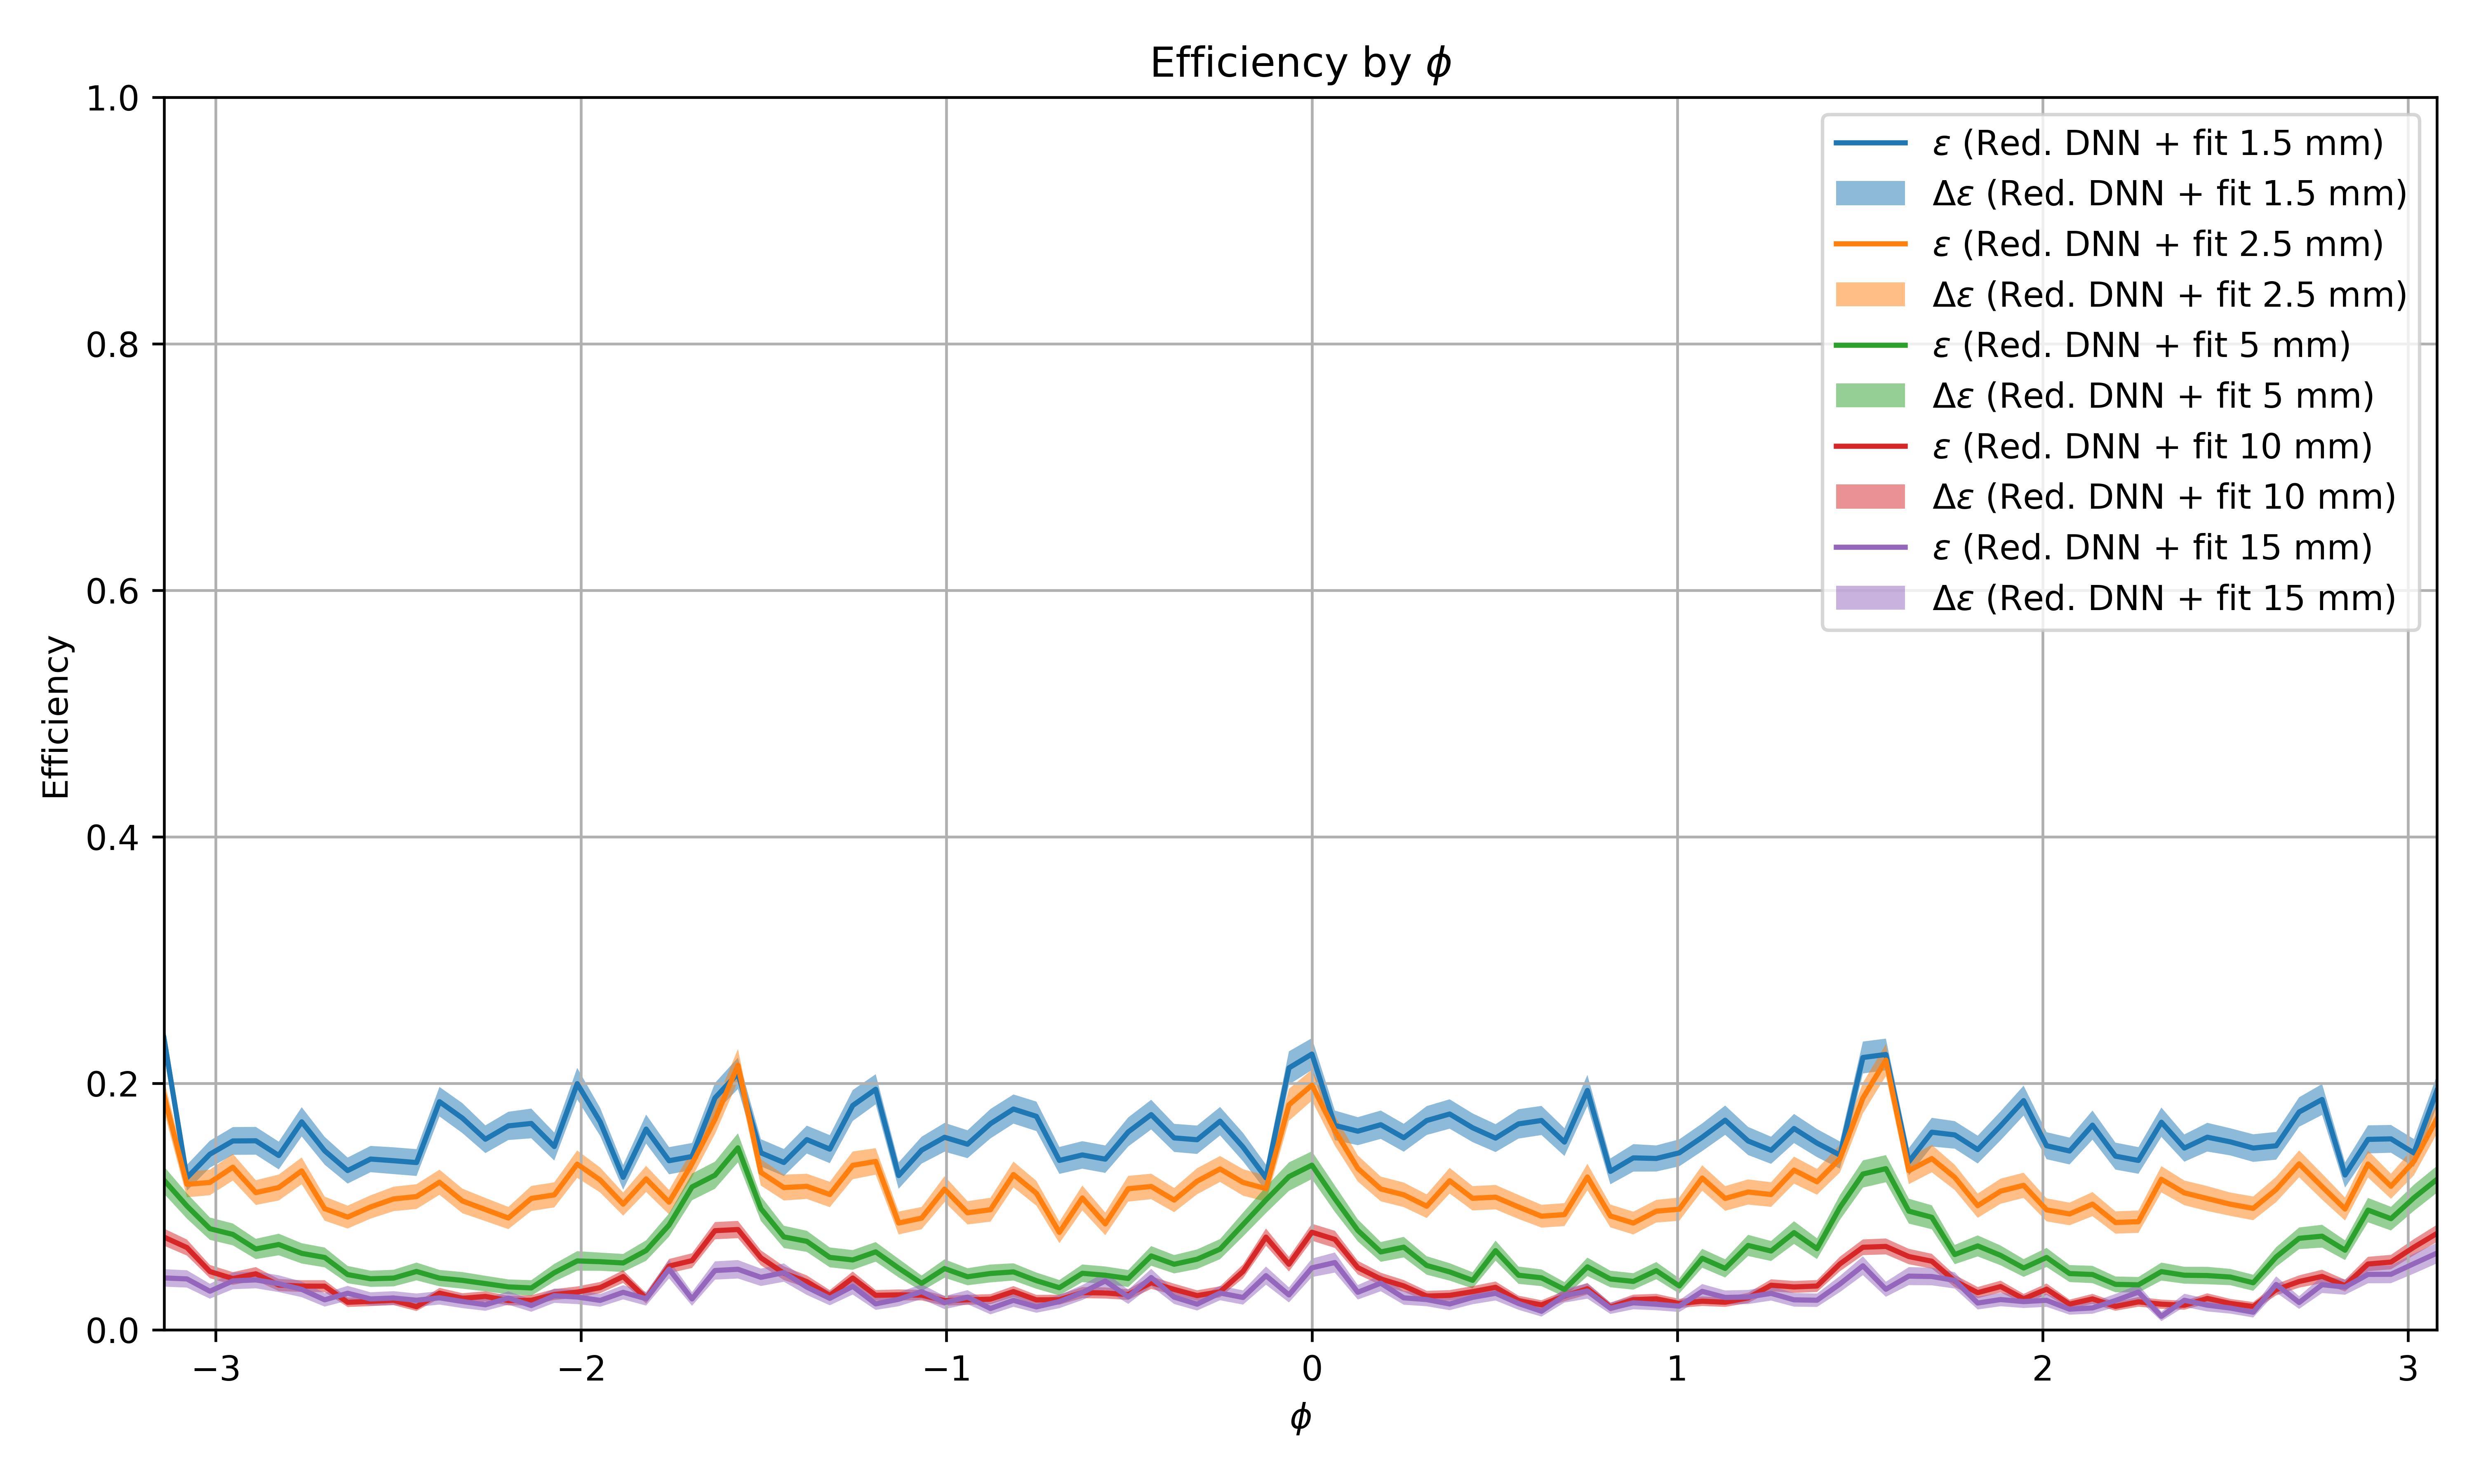 Efficiency by ϕ
1.0
0.8
0.6
0.4
0.2
0.0
Efficiency
−3
−2
−1
0
1
2
3
ϕ
ε (Red. DNN + fit 1.5 mm)
Δε (Red. DNN + fit 1.5 mm)
ε (Red. DNN + fit 2.5 mm)
Δε (Red. DNN + fit 2.5 mm)
ε (Red. DNN + fit 5 mm)
Δε (Red. DNN + fit 5 mm)
ε (Red. DNN + fit 10 mm)
Δε (Red. DNN + fit 10 mm)
ε (Red. DNN + fit 15 mm)
Δε (Red. DNN + fit 15 mm)